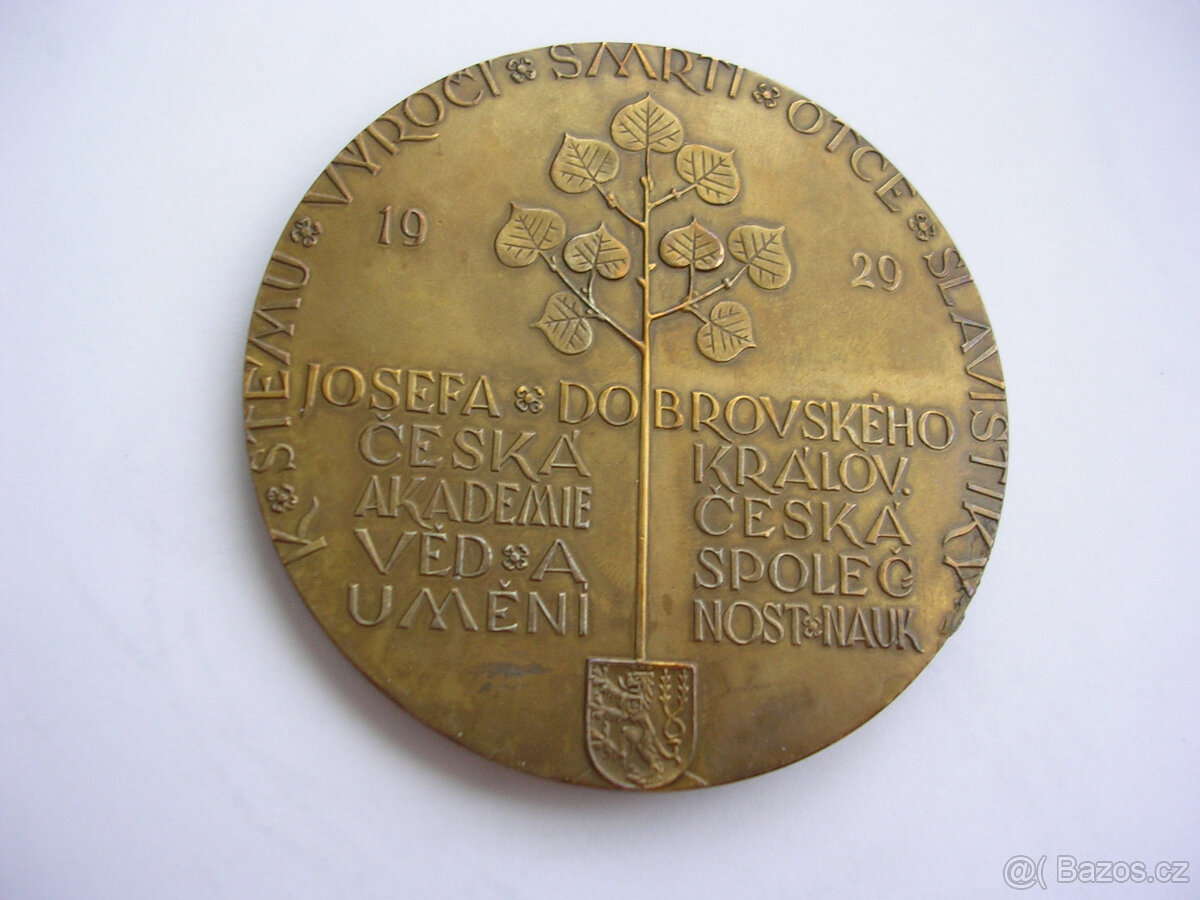 K STÉMU VÝROČÍ SMRTI OTCE SLAVISTIKY
19 29
JOSEFA DOBROVSKÉHO
ČESKÁ
AKADEMIE
VĚD A
UMĚNÍ
KRÁLOV.
ČESKÁ
SPOLEČ
NOST NAUK
@( Bazos.cz